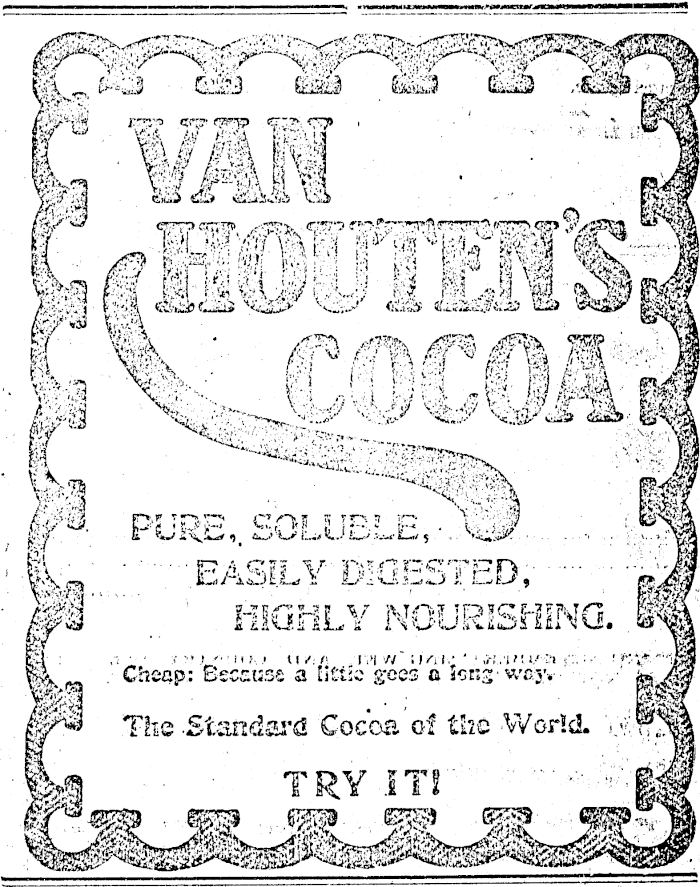 VAN
HOUTEN'S
COCOA
PURE, SOLUBLE,
EASILY DIGESTED,
HIGHLY NOURISHING.
Cheap: Because a little goes a long way.
The Standard Cocoa of the World.
TRY IT!